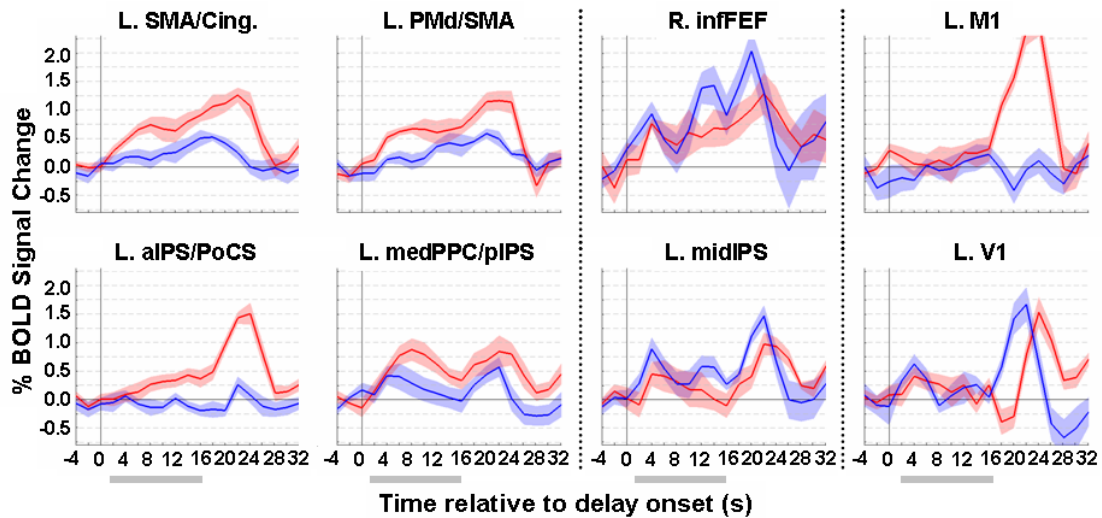 L. SMA/Cing. L. PMd/SMA R. infFEF L. M1
2.0
1.5
1.0
0.5
0.0
-0.5
L. aIPS/PoCS L. medPPC/pIPS L. midIPS L. V1
2.0
1.5
1.0
0.5
0.0
-0.5
% BOLD Signal Change
-4 0 4 8 12 16 20 24 28 32 -4 0 4 8 12 16 20 24 28 32 -4 0 4 8 12 16 20 24 28 32 -4 0 4 8 12 16 20 24 28 32
Time relative to delay onset (s)